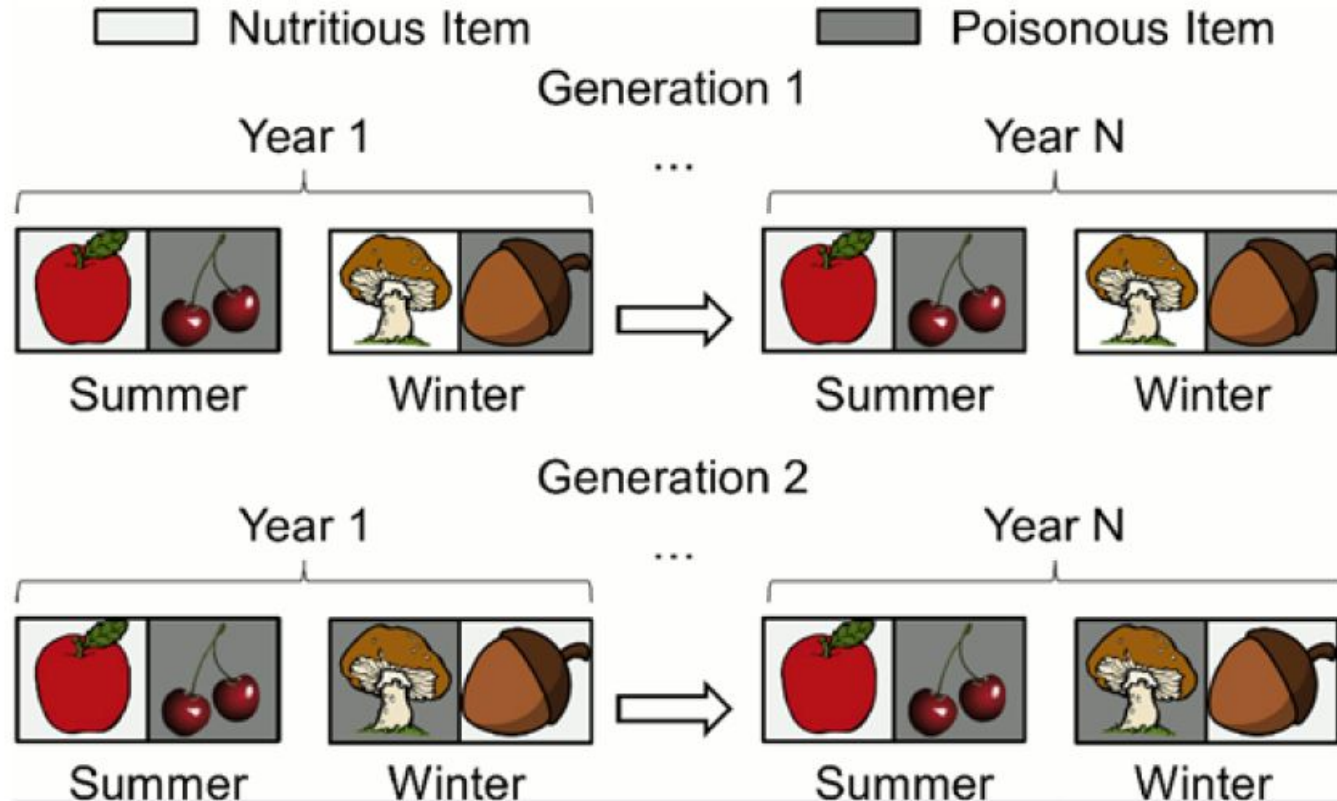 Nutritious Item Poisonous Item
Generation 1
Year 1 ... Year N
Summer Winter Summer Winter
Generation 2
Year 1 ... Year N
Summer Winter Summer Winter